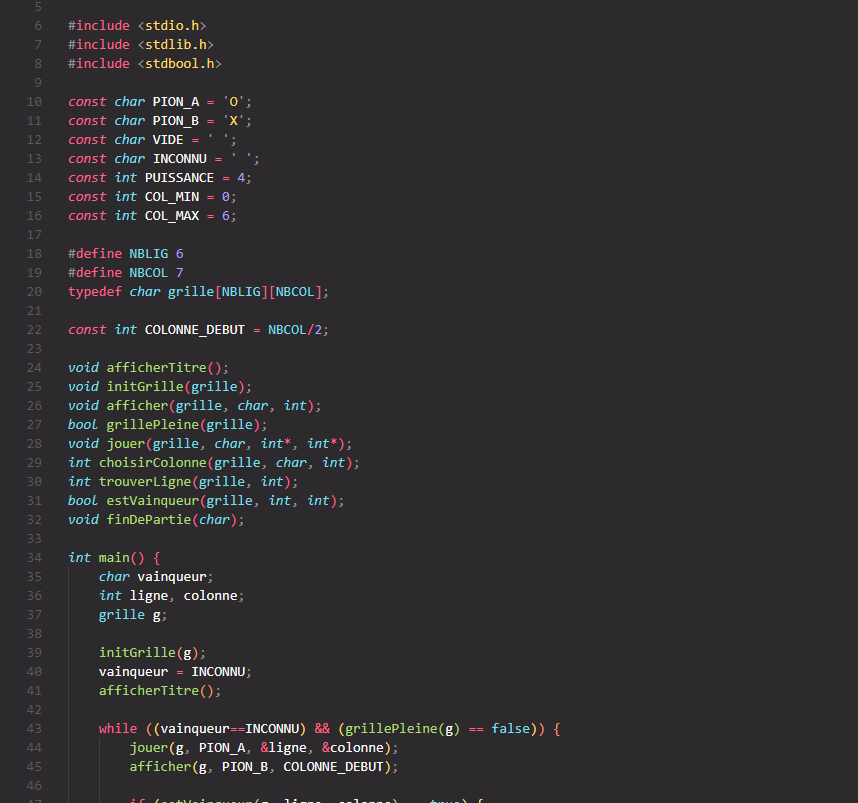 5
6 #include <stdio.h>
7 #include <stdlib.h>
8 #include <stdbool.h>
9
10 const char PION_A = 'O';
11 const char PION_B = 'X';
12 const char VIDE = ' ';
13 const char INCONNU = ' ';
14 const int PUISSANCE = 4;
15 const int COL_MIN = 0;
16 const int COL_MAX = 6;
17
18 #define NBLIG 6
19 #define NBCOL 7
20 typedef char grille[NBLIG][NBCOL];
21
22 const int COLONNE_DEBUT = NBCOL/2;
23
24 void afficherTitre();
25 void initGrille(grille);
26 void afficher(grille, char, int);
27 bool grillePleine(grille);
28 void jouer(grille, char, int*, int*);
29 int choisirColonne(grille, char, int);
30 int trouverLigne(grille, int);
31 bool estVainqueur(grille, int, int);
32 void finDePartie(char);
33
34 int main() {
35     char vainqueur;
36     int ligne, colonne;
37     grille g;
38
39     initGrille(g);
40     vainqueur = INCONNU;
41     afficherTitre();
42
43     while ((vainqueur==INCONNU) && (grillePleine(g) == false)) {
44         jouer(g, PION_A, &ligne, &colonne);
45         afficher(g, PION_B, COLONNE_DEBUT);
46